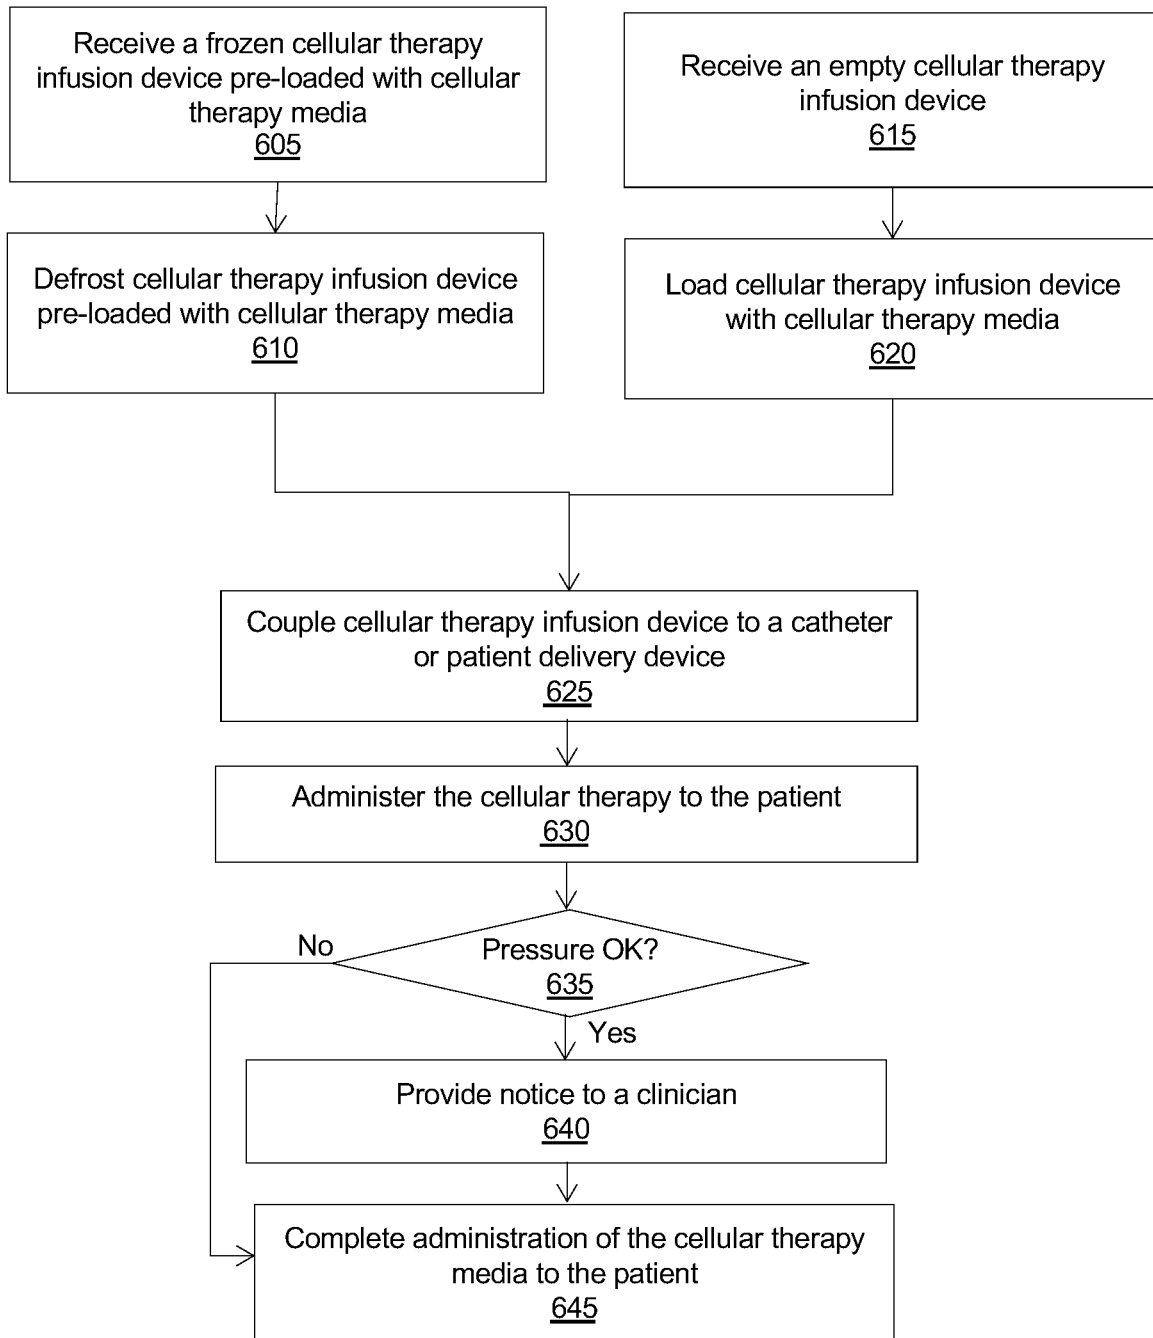 Receive a frozen cellular therapy
infusion device pre-loaded with cellular
therapy media
605
Receive an empty cellular therapy
infusion device
615
Defrost cellular therapy infusion device
pre-loaded with cellular therapy media
610
Load cellular therapy infusion device
with cellular therapy media
620
Couple cellular therapy infusion device to a catheter
or patient delivery device
625
Administer the cellular therapy to the patient
630
No
Pressure OK?
635
Yes
Provide notice to a clinician
640
Complete administration of the cellular therapy
media to the patient
645